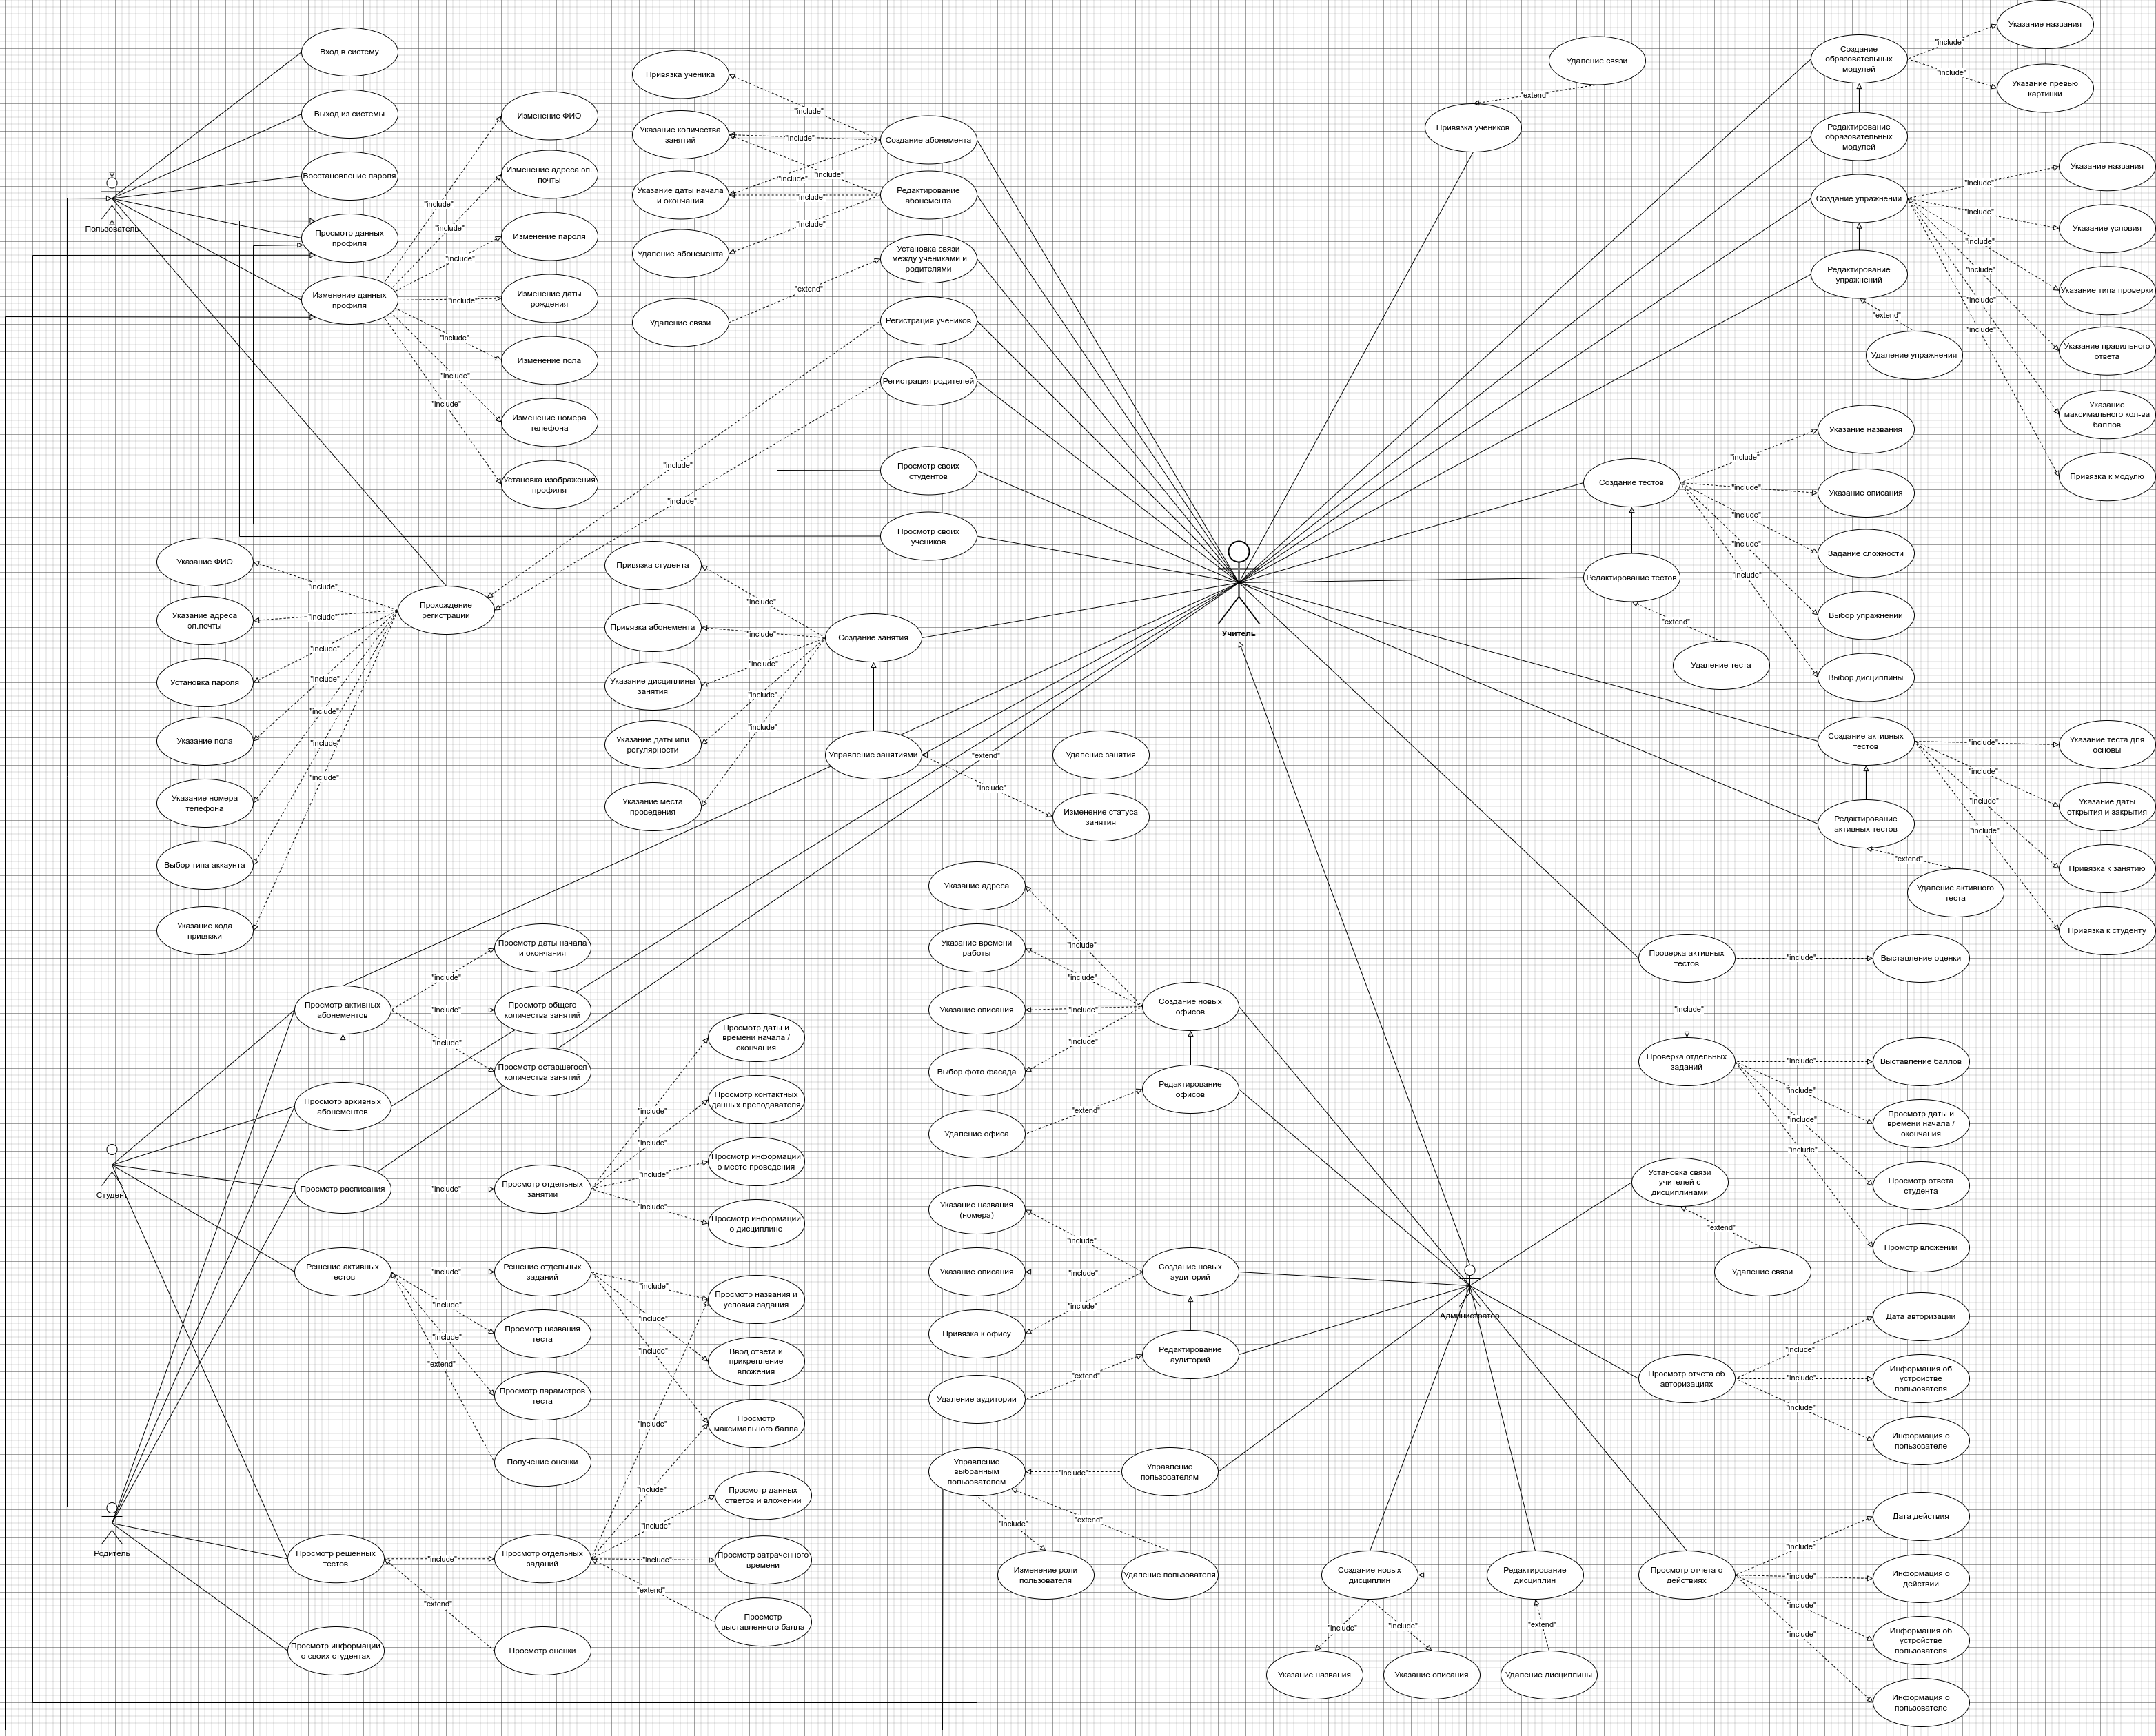 Вход в систему
Выход из системы
Восстановление пароля
Просмотр данных
профиля
Изменение данных
профиля
Пользователь
Изменение ФИО
Изменение адреса эл.
почты
Изменение пароля
Изменение даты
рождения
Изменение пола
Изменение номера
телефона
Установка изображения
профиля
"include"
"include"
"include"
"include"
"include"
"include"
"include"
Привязка ученика
Указание количества
занятий
Указание даты начала
и окончания
Удаление абонемента
Удаление связи
"include"
"include"
"include"
"include"
"include"
"include"
"extend"
Создание абонемента
Редактирование
абонемента
Установка связи
между учениками и
родителями
Регистрация учеников
Регистрация родителей
Просмотр своих
студентов
Просмотр своих
учеников
"include"
"include"
Указание ФИО
Указание адреса
эл.почты
Установка пароля
Указание пола
Указание номера
телефона
Выбор типа аккаунта
Указание кода
привязки
"include"
"include"
"include"
"include"
"include"
"include"
"include"
Прохождение
регистрации
Привязка студента
Привязка абонемента
Указание дисциплины
занятия
Указание даты или
регулярности
Указание места
проведения
"include"
"include"
"include"
"include"
"include"
Создание занятия
Управление занятиями
"extend"
"include"
Удаление занятия
Изменение статуса
занятия
Учитель
Удаление связи
"extend"
Привязка учеников
Создание
образовательных
модулей
"include"
"include"
Указание названия
Указание превью
картинки
Редактирование
образовательных
модулей
Создание упражнений
Редактирование
упражнений
"extend"
Удаление упражнения
"include"
"include"
"include"
"include"
"include"
"include"
Указание названия
Указание условия
Указание типа проверки
Указание правильного
ответа
Указание
максимального кол-ва
баллов
Привязка к модулю
Создание тестов
Редактирование тестов
"extend"
Удаление теста
"include"
"include"
"include"
"include"
"include"
Указание названия
Указание описания
Задание сложности
Выбор упражнений
Выбор дисциплины
Создание активных
тестов
Редактирование
активных тестов
"extend"
Удаление активного
теста
"include"
"include"
"include"
"include"
Указание теста для
основы
Указание даты
открытия и закрытия
Привязка к занятию
Привязка к студенту
Проверка активных
тестов
"include"
Выставление оценки
"include"
Проверка отдельных
заданий
"include"
"include"
"include"
"include"
Выставление баллов
Просмотр даты и
времени начала /
окончания
Просмотр ответа
студента
Промотр вложений
Просмотр активных
абонементов
"include"
"include"
"include"
Просмотр даты начала
и окончания
Просмотр общего
количества занятий
Просмотр оставшегося
количества занятий
Просмотр архивных
абонементов
Студент
Просмотр расписания
"include"
Просмотр отдельных
занятий
"include"
"include"
"include"
"include"
Просмотр даты и
времени начала /
окончания
Просмотр контактных
данных преподавателя
Просмотр информации
о месте проведения
Просмотр информации
о дисциплине
Решение активных
тестов
"include"
"include"
"include"
"extend"
Решение отдельных
заданий
Просмотр названия
теста
Просмотр параметров
теста
Получение оценки
"include"
"include"
"include"
Просмотр названия и
условия задания
Ввод ответа и
прикрепление
вложения
Просмотр
максимального балла
Родитель
Просмотр решенных
тестов
"include"
"extend"
Просмотр отдельных
заданий
Просмотр оценки
"include"
"include"
"include"
"include"
"extend"
Просмотр данных
ответов и вложений
Просмотр затраченного
времени
Просмотр
выставленного балла
Просмотр информации
о своих студентах
Указание адреса
Указание времени
работы
Указание описания
Выбор фото фасада
Удаление офиса
"include"
"include"
"include"
"include"
"extend"
Создание новых
офисов
Редактирование
офисов
Указание названия
(номера)
Указание описания
Привязка к офису
Удаление аудитории
"include"
"include"
"include"
"extend"
Создание новых
аудиторий
Редактирование
аудиторий
Администратор
Управление
выбранным
пользователем
"include"
Управление
пользователям
"include"
"extend"
Изменение роли
пользователя
Удаление пользователя
Создание новых
дисциплин
Редактирование
дисциплин
"include"
"include"
"extend"
Указание названия
Указание описания
Удаление дисциплины
Установка связи
учителей с
дисциплинами
"extend"
Удаление связи
Просмотр отчета об
авторизациях
"include"
"include"
"include"
Дата авторизации
Информация об
устройстве
пользователя
Информация о
пользователе
Просмотр отчета о
действиях
"include"
"include"
"include"
"include"
Дата действия
Информация о
действии
Информация об
устройстве
пользователя
Информация о
пользователе